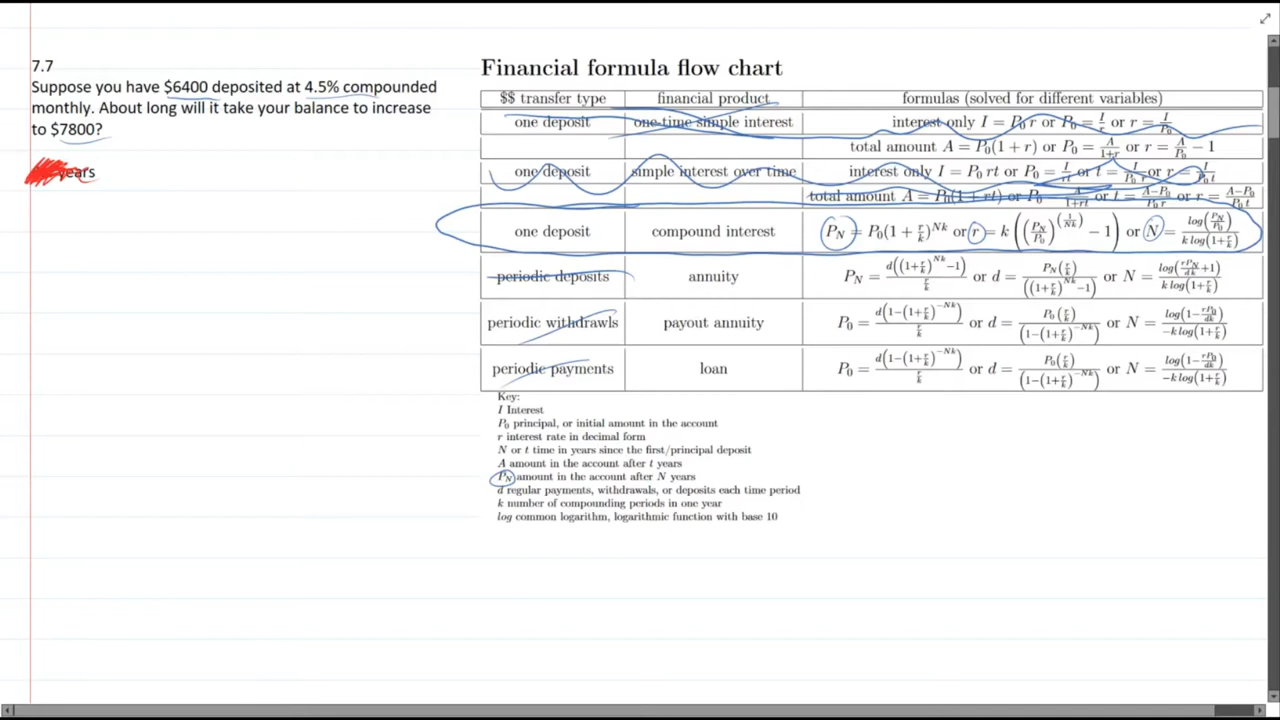 7.7
Suppose you have $6400 deposited at 4.5% compounded
monthly. About long will it take your balance to increase
to $7800?
years
Financial formula flow chart
$$ transfer type financial product formulas (solved for different variables)
one deposit one-time simple interest interest only I = P₀ r or P₀ = I/r or r = I/P₀
total amount A = P₀(1 + r) or P₀ = A/(1+r) or r = A/P₀ − 1
one deposit simple interest over time interest only I = P₀ rt or P₀ = I/(rt) or t = I/(P₀ r) or r = I/(P₀ t)
total amount A = P₀(1 + rt) or P₀ = A/(1+rt) or t = (A−P₀)/(P₀ r) or r = (A−P₀)/(P₀ t)
one deposit compound interest P_N = P₀(1 + r/k)^(Nk) or r = k((P_N/P₀)^(1/(Nk)) − 1) or N = log(P_N/P₀)/(k log(1+r/k))
periodic deposits annuity P_N = d((1+r/k)^(Nk)−1)/(r/k) or d = P_N(r/k)/((1+r/k)^(Nk)−1) or N = log(rP_N/(dk)+1)/(k log(1+r/k))
periodic withdrawls payout annuity P₀ = d(1−(1+r/k)^(−Nk))/(r/k) or d = P₀(r/k)/(1−(1+r/k)^(−Nk)) or N = log(1−rP₀/(dk))/(−k log(1+r/k))
periodic payments loan P₀ = d(1−(1+r/k)^(−Nk))/(r/k) or d = P₀(r/k)/(1−(1+r/k)^(−Nk)) or N = log(1−rP₀/(dk))/(−k log(1+r/k))
Key:
I Interest
P₀ principal, or initial amount in the account
r interest rate in decimal form
N or t time in years since the first/principal deposit
A amount in the account after t years
P_N amount in the account after N years
d regular payments, withdrawals, or deposits each time period
k number of compounding periods in one year
log common logarithm, logarithmic function with base 10